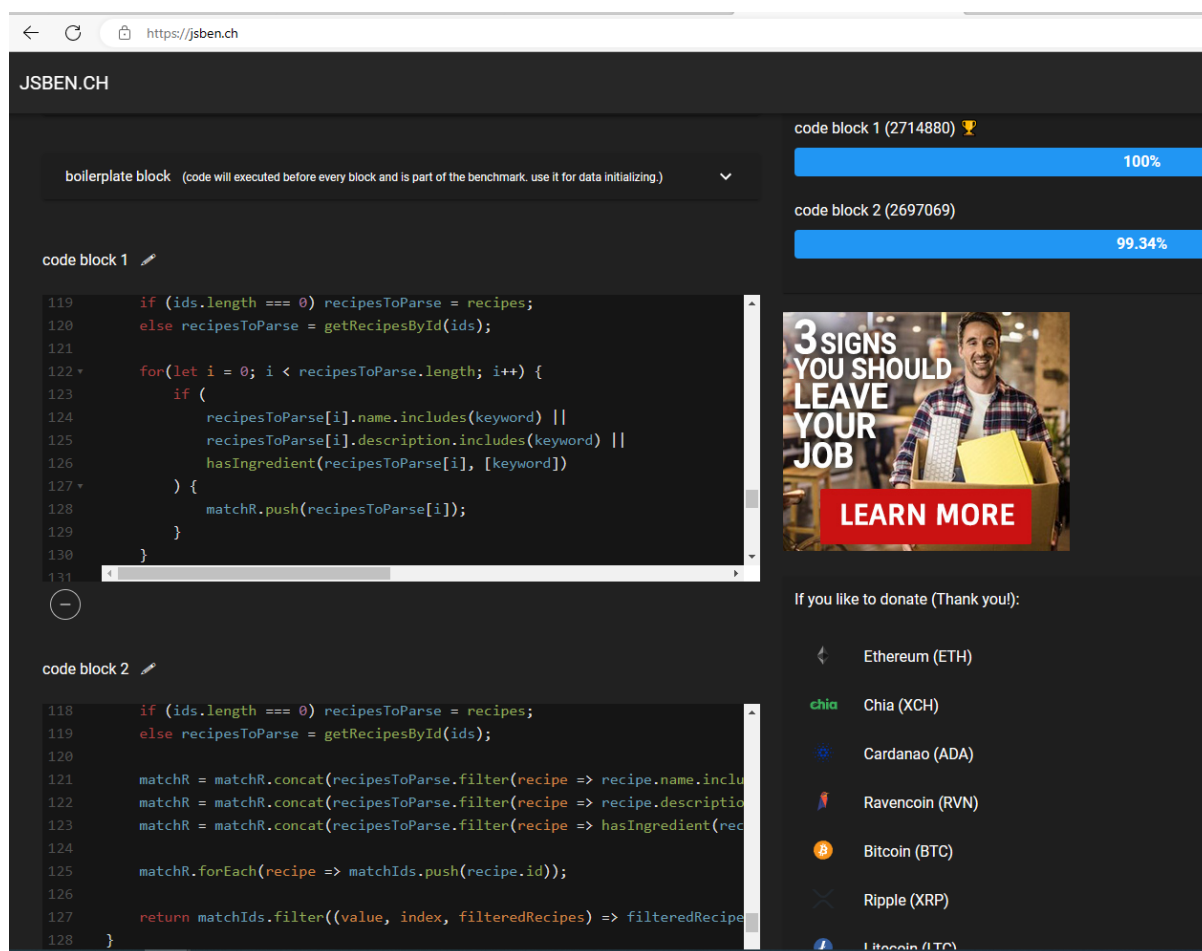 https://jsben.ch
JSBEN.CH
boilerplate block (code will executed before every block and is part of the benchmark. use it for data initializing.)
code block 1
119 if (ids.length === 0) recipesToParse = recipes;
120 else recipesToParse = getRecipesById(ids);
121
122 for(let i = 0; i < recipesToParse.length; i++) {
123 if (
124 recipesToParse[i].name.includes(keyword) ||
125 recipesToParse[i].description.includes(keyword) ||
126 hasIngredient(recipesToParse[i], [keyword])
127 ) {
128 matchR.push(recipesToParse[i]);
129 }
130 }
131
code block 2
118 if (ids.length === 0) recipesToParse = recipes;
119 else recipesToParse = getRecipesById(ids);
120
121 matchR = matchR.concat(recipesToParse.filter(recipe => recipe.name.inclu
122 matchR = matchR.concat(recipesToParse.filter(recipe => recipe.descriptio
123 matchR = matchR.concat(recipesToParse.filter(recipe => hasIngredient(rec
124
125 matchR.forEach(recipe => matchIds.push(recipe.id));
126
127 return matchIds.filter((value, index, filteredRecipes) => filteredRecipe
128 }
code block 1 (2714880) 🏆
100%
code block 2 (2697069)
99.34%
3 SIGNS
YOU SHOULD
LEAVE
YOUR
JOB
LEARN MORE
If you like to donate (Thank you!):
Ethereum (ETH)
chia Chia (XCH)
Cardanao (ADA)
Ravencoin (RVN)
Bitcoin (BTC)
Ripple (XRP)
Litecoin (LTC)